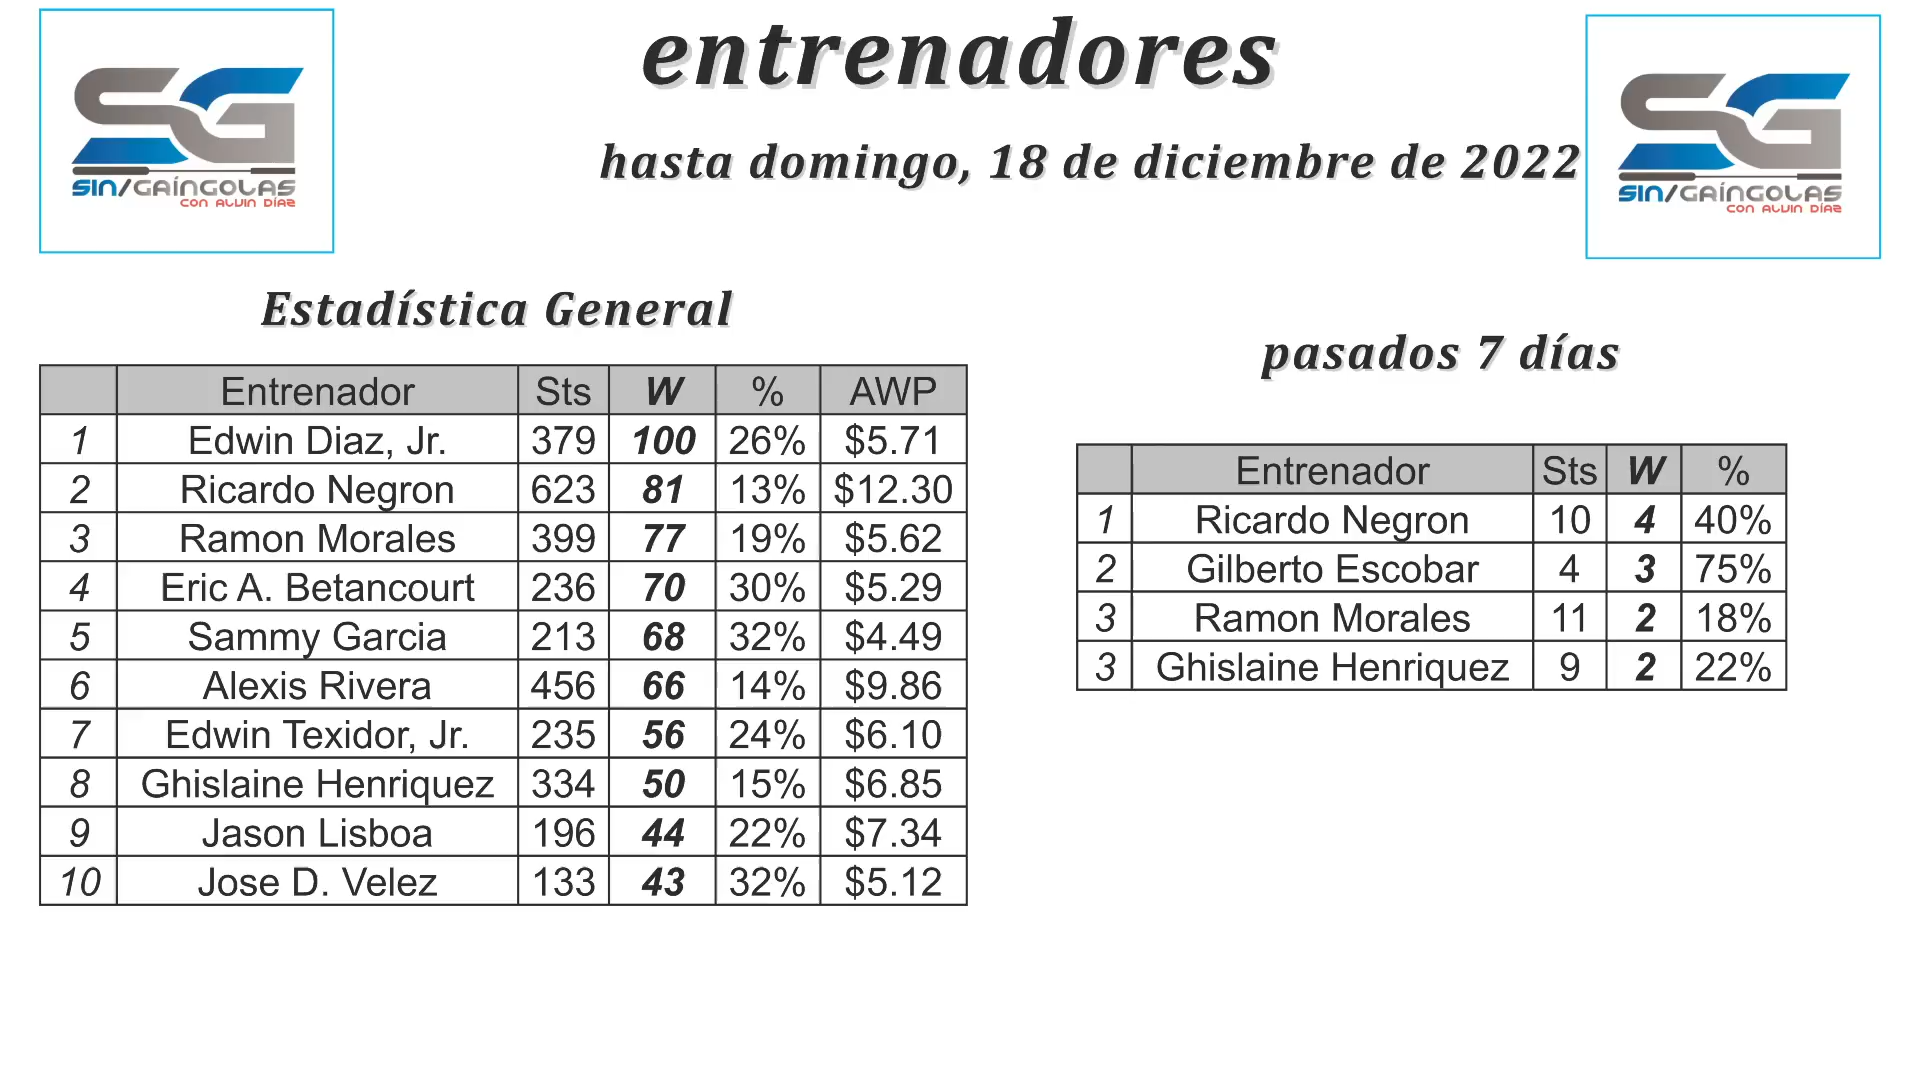 entrenadores
hasta domingo, 18 de diciembre de 2022
SIN/GAÍNGOLAS
CON ALVIN DÍAZ
SIN/GAÍNGOLAS
CON ALVIN DÍAZ
Estadística General
Entrenador Sts W % AWP
1 Edwin Diaz, Jr. 379 100 26% $5.71
2 Ricardo Negron 623 81 13% $12.30
3 Ramon Morales 399 77 19% $5.62
4 Eric A. Betancourt 236 70 30% $5.29
5 Sammy Garcia 213 68 32% $4.49
6 Alexis Rivera 456 66 14% $9.86
7 Edwin Texidor, Jr. 235 56 24% $6.10
8 Ghislaine Henriquez 334 50 15% $6.85
9 Jason Lisboa 196 44 22% $7.34
10 Jose D. Velez 133 43 32% $5.12
pasados 7 días
Entrenador Sts W %
1 Ricardo Negron 10 4 40%
2 Gilberto Escobar 4 3 75%
3 Ramon Morales 11 2 18%
3 Ghislaine Henriquez 9 2 22%